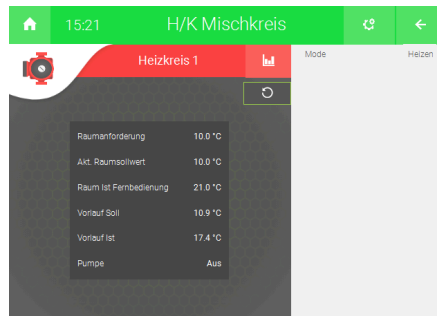 15:21 H/K Mischkreis
Heizkreis 1
Mode Heizen
Raumanforderung 10.0 °C
Akt. Raumsollwert 10.0 °C
Raum Ist Fernbedienung 21.0 °C
Vorlauf Soll 10.9 °C
Vorlauf Ist 17.4 °C
Pumpe Aus